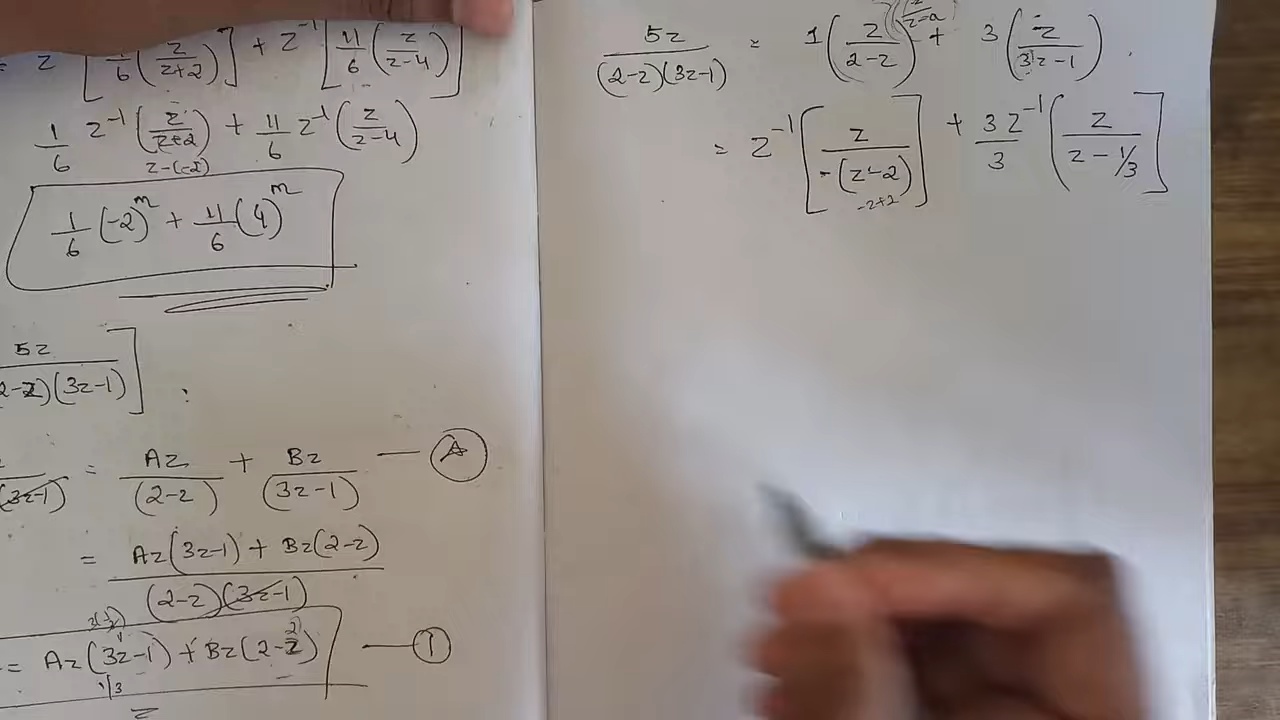 = z [ 1/6 (z/(z+2)) ] + z⁻¹ [ 11/6 (z/(z-4)) ]
1/6 z⁻¹ (z/(z+2)) + 11/6 z⁻¹ (z/(z-4))
z-(-2)
1/6 (-2)ⁿ + 11/6 (4)ⁿ
5z/((2-z)(3z-1)) ] :
(3z-1) = Az/(2-z) + Bz/(3z-1) — A
= (Az(3z-1) + Bz(2-z))/((2-z)(3z-1))
= Az(3z-1) + Bz(2-z) — 1
1/3
z
5z/((2-z)(3z-1)) = 1 (z/(2-z)) + 3 (z/(3z-1)) .
= z⁻¹ [ z/(-(z-2)) ] + 3z⁻¹/3 ( z/(z-1/3) ]
-z+2